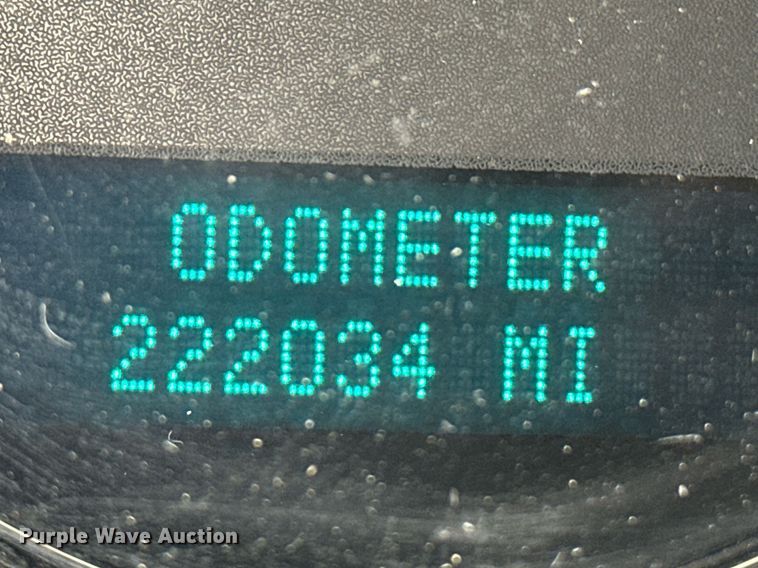 ODOMETER
222034 MI
Purple Wave Auction